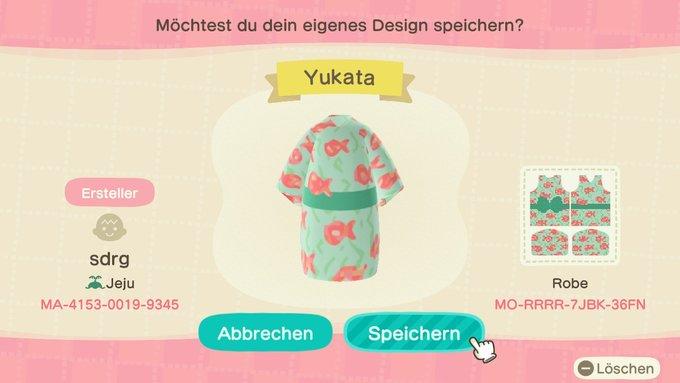 Möchtest du dein eigenes Design speichern?
Yukata
Ersteller
sdrg
Jeju
MA-4153-0019-9345
Robe
MO-RRRR-7JBK-36FN
Abbrechen
Speichern
Löschen